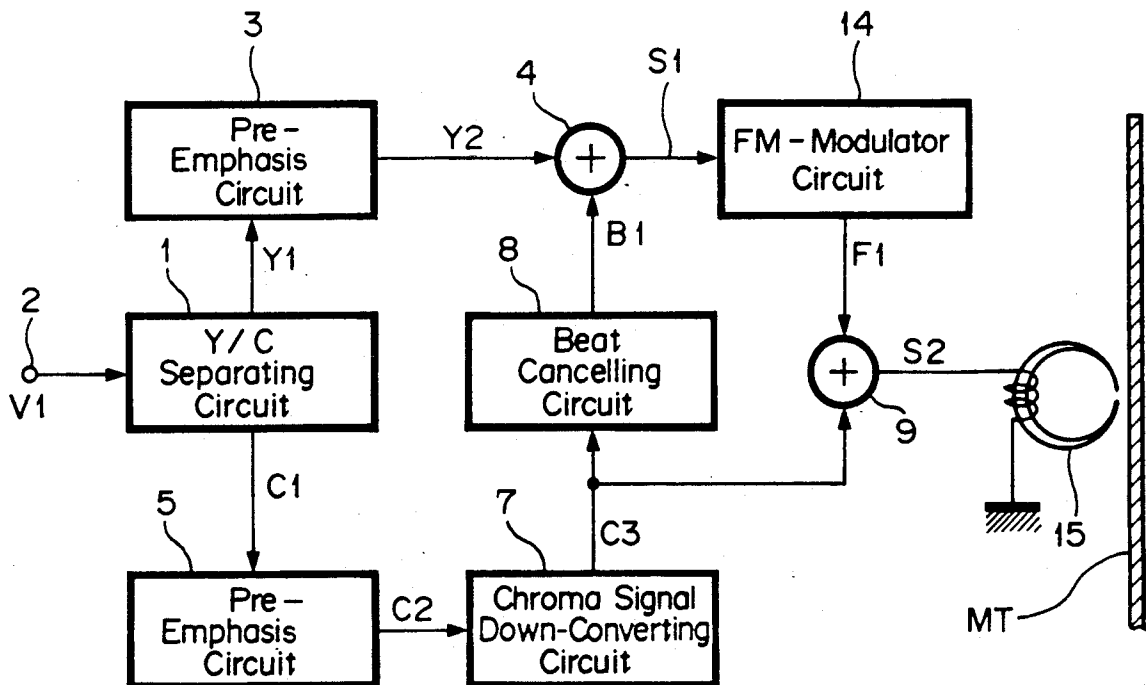 3
14
Pre-
Emphasis
Circuit
Y2
4
+
S1
FM-Modulator
Circuit
Y1
B1
F1
2
V1
1
Y/C
Separating
Circuit
8
Beat
Cancelling
Circuit
+
9
S2
15
MT
C1
C3
5
Pre-
Emphasis
Circuit
C2
7
Chroma Signal
Down-Converting
Circuit